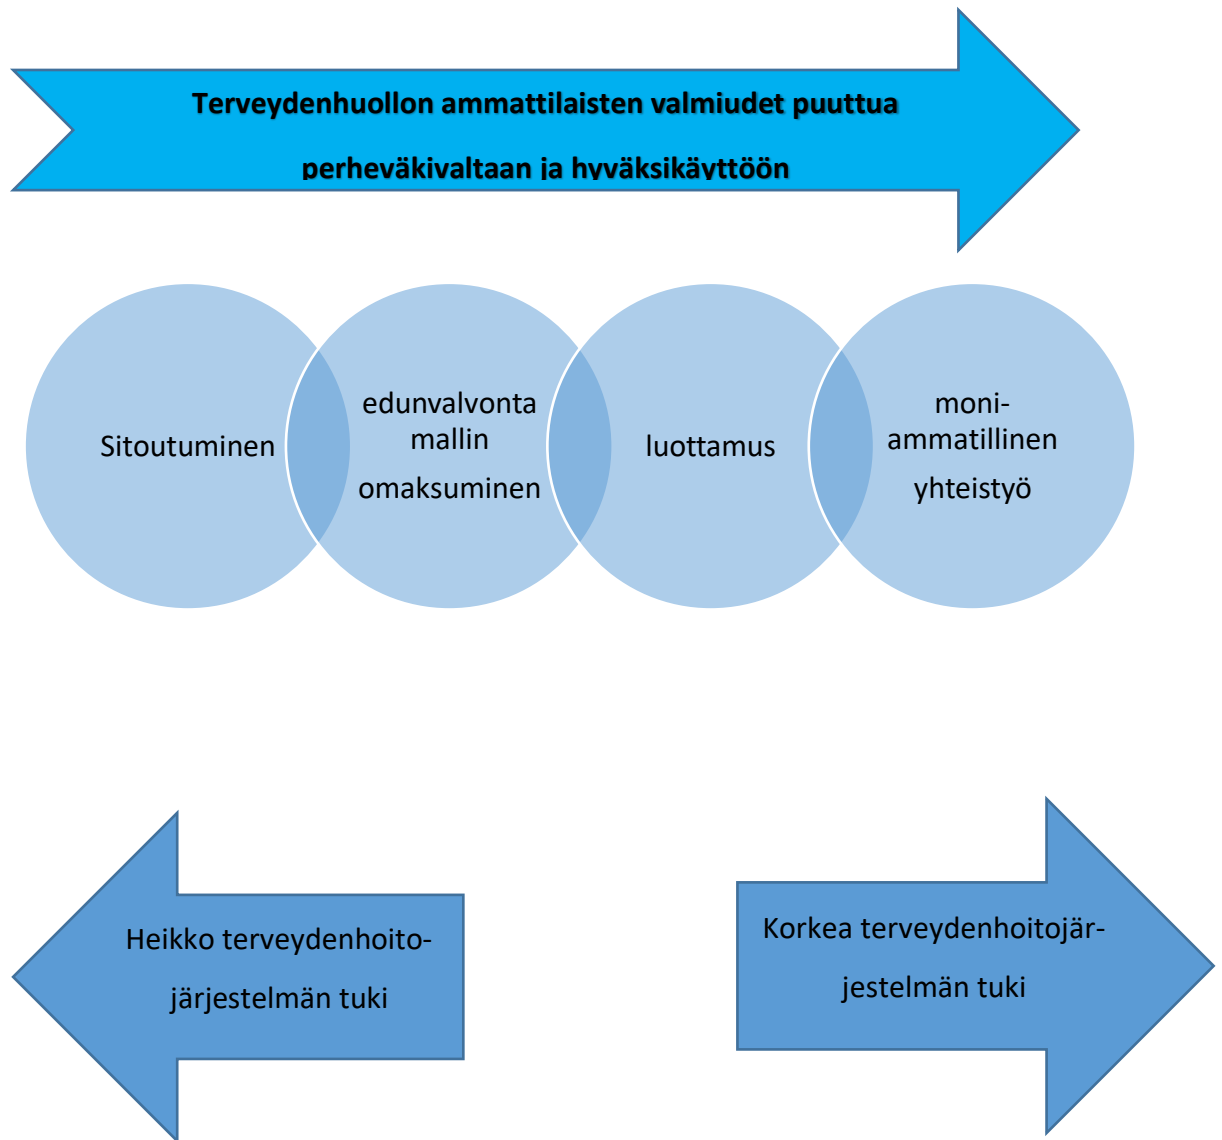 Terveydenhuollon ammattilaisten valmiudet puuttua
perheväkivaltaan ja hyväksikäyttöön
Sitoutuminen
edunvalvonta
mallin
omaksuminen
luottamus
moni-
ammatillinen
yhteistyö
Heikko terveydenhoito-
järjestelmän tuki
Korkea terveydenhoitojär-
jestelmän tuki